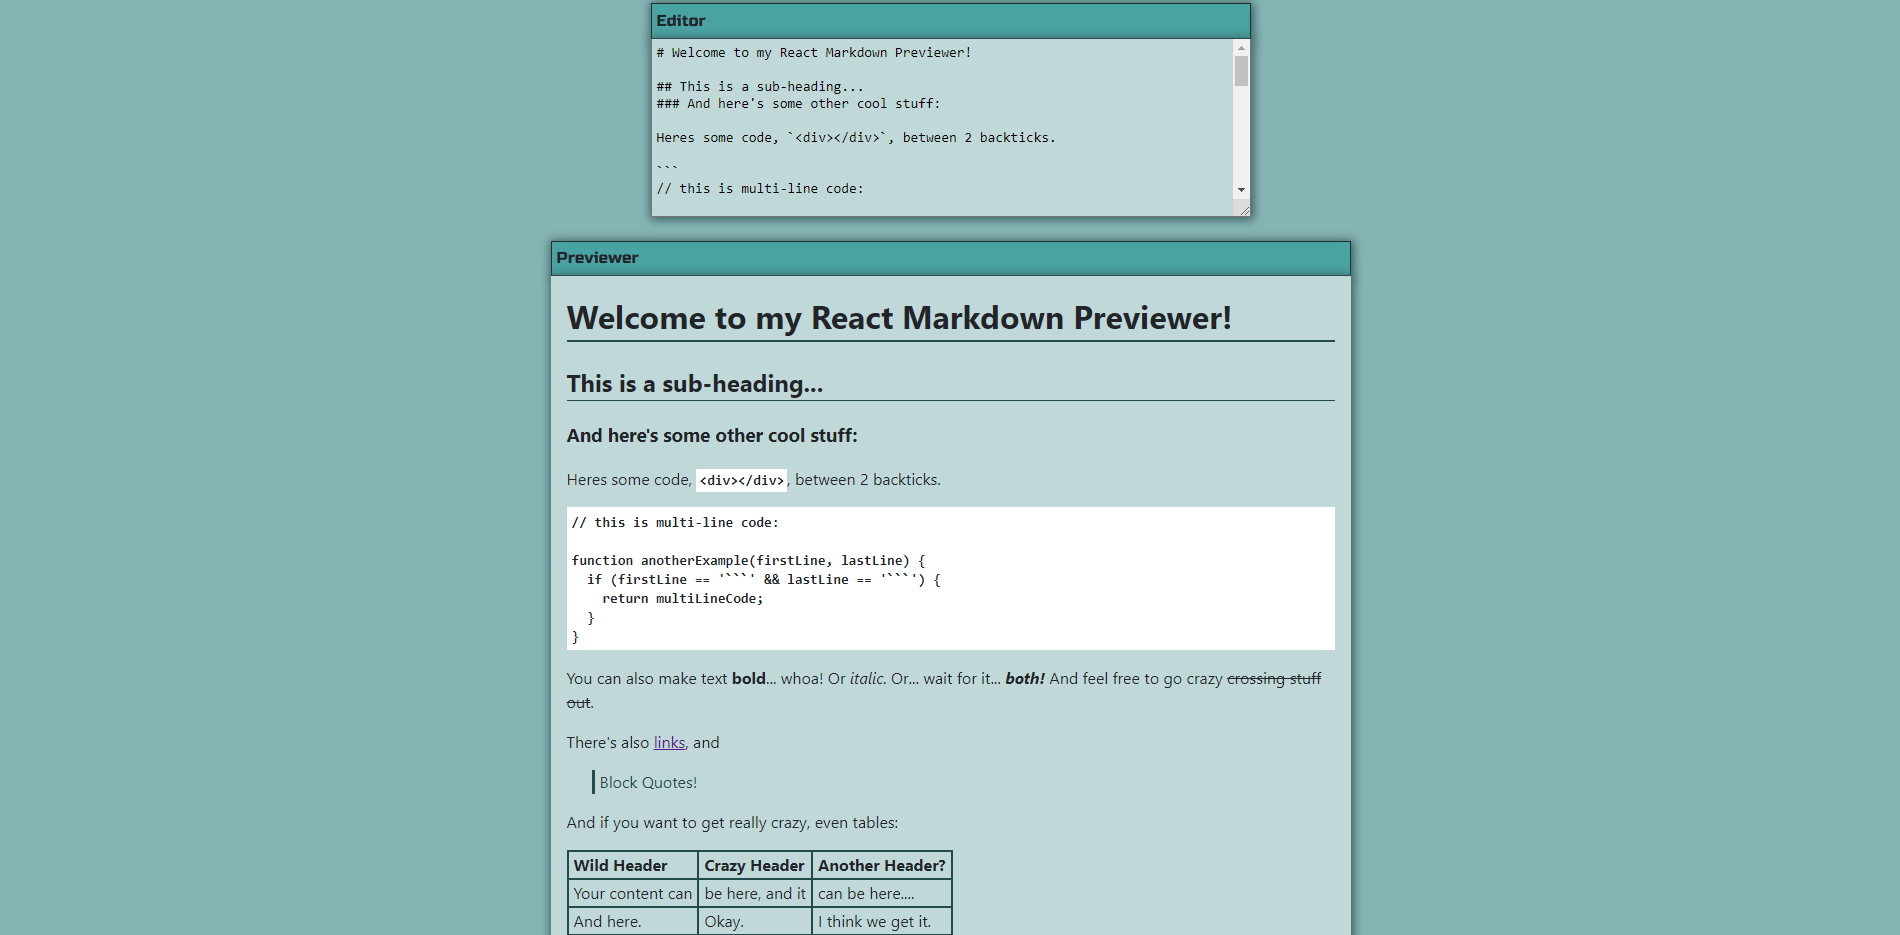 Editor
# Welcome to my React Markdown Previewer!
## This is a sub-heading...
### And here's some other cool stuff:
Heres some code, `<div></div>`, between 2 backticks.
```
// this is multi-line code:
Previewer
Welcome to my React Markdown Previewer!
This is a sub-heading...
And here's some other cool stuff:
Heres some code, <div></div>, between 2 backticks.
// this is multi-line code:
function anotherExample(firstLine, lastLine) {
  if (firstLine == '```' && lastLine == '```') {
    return multiLineCode;
  }
}
You can also make text bold... whoa! Or italic. Or... wait for it... both! And feel free to go crazy crossing stuff
out.
There's also links, and
Block Quotes!
And if you want to get really crazy, even tables:
Wild Header Crazy Header Another Header?
Your content can be here, and it can be here....
And here. Okay. I think we get it.